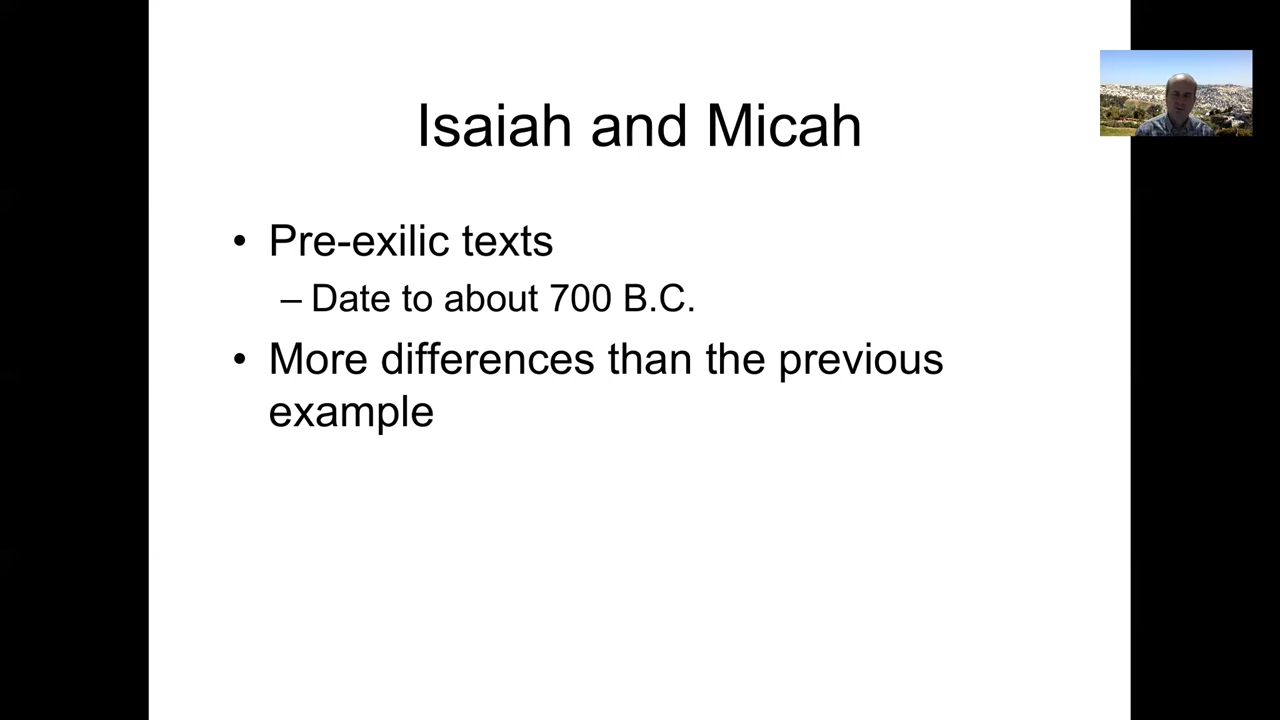 Isaiah and Micah
• Pre-exilic texts
– Date to about 700 B.C.
• More differences than the previous
example